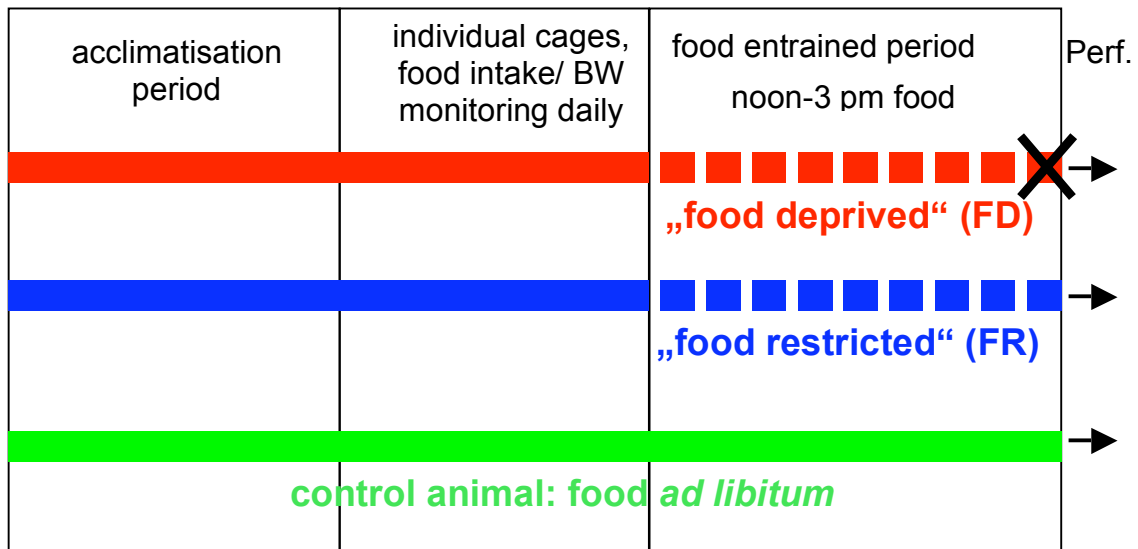 acclimatisation
period
individual cages,
food intake/ BW
monitoring daily
food entrained period
noon-3 pm food
Perf.
„food deprived“ (FD)
„food restricted“ (FR)
control animal: food ad libitum